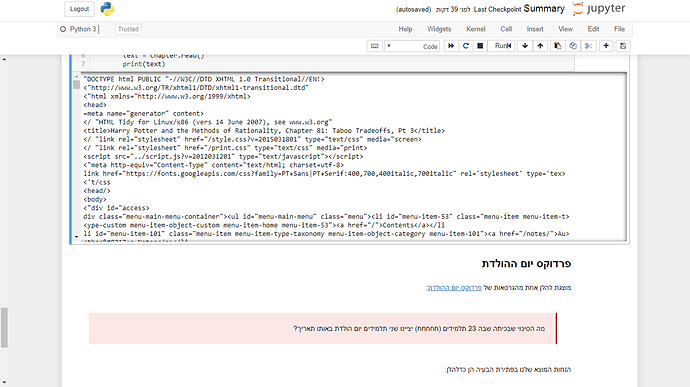 jupyter Summary Last Checkpoint: לפני 39 דקות (autosaved) Logout
File Edit View Insert Cell Kernel Widgets Help Trusted Python 3
Run Code
6 text = chapter.read()
7 print(text)
"DOCTYPE html PUBLIC "-//W3C//DTD XHTML 1.0 Transitional//EN!>
<"http://www.w3.org/TR/xhtml1/DTD/xhtml1-transitional.dtd"
<"html xmlns="http://www.w3.org/1999/xhtml>
<head>
=meta name="generator" content>
</ "HTML Tidy for Linux/x86 (vers 14 June 2007), see www.w3.org"
<title>Harry Potter and the Methods of Rationality, Chapter 81: Taboo Tradeoffs, Pt 3</title>
</ "link rel="stylesheet" href="/style.css?v=2015031801" type="text/css" media="screen>
</ "link rel="stylesheet" href="/print.css" type="text/css" media="print>
<script src="../script.js?v=2012031201" type="text/javascript"></script>
<"meta http-equiv="Content-Type" content="text/html; charset=utf-8>
link href="https://fonts.googleapis.com/css?family=PT+Sans|PT+Serif:400,700,400italic,700italic" rel='stylesheet' type='tex>
<'t/css
<head/>
<body>
<"div id="access>
div class="menu-main-menu-container"><ul id="menu-main-menu" class="menu"><li id="menu-item-53" class="menu-item menu-item-t>
<ype-custom menu-item-object-custom menu-item-home menu-item-53"><a href="/">Contents</a></li
li id="menu-item-101" class="menu-item menu-item-type-taxonomy menu-item-object-category menu-item-101"><a href="/notes/">Au>
פרדוקס יום ההולדת
מוצגת להלן אחת מהגרסאות של פרדוקס יום ההולדת:
מה הסיכוי שבכיתה שבה 23 תלמידים (חחחחח) יציינו שני תלמידים יום הולדת באותו תאריך?
הנחות המוצא שלנו בפתירת הבעיה הן כדלהלן: